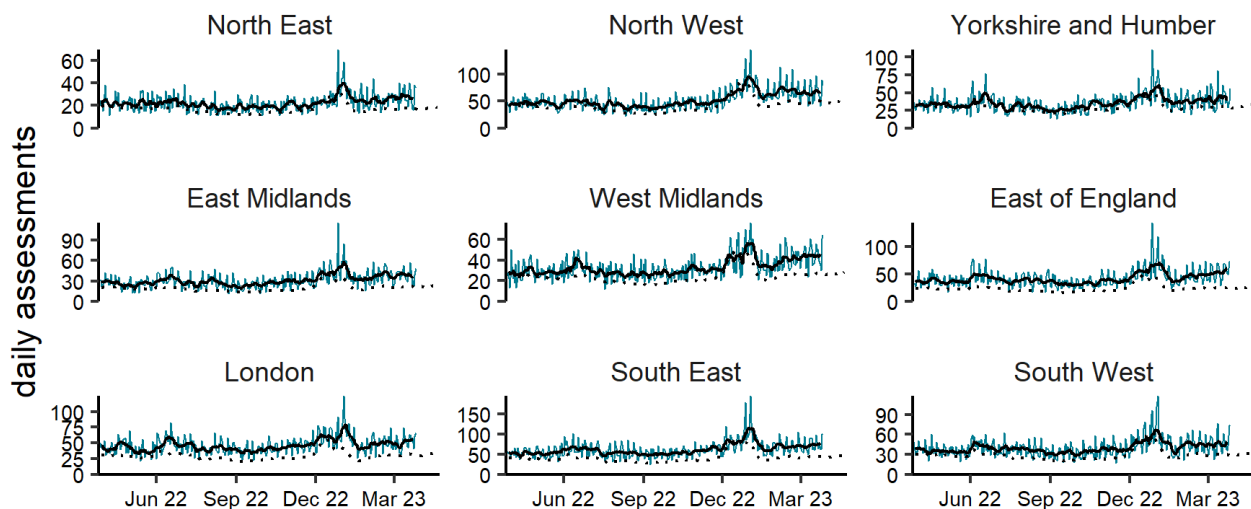 daily assessments
North East
60
40
20
0
North West
100
50
0
Yorkshire and Humber
100
75
50
25
0
East Midlands
90
60
30
0
West Midlands
60
40
20
0
East of England
100
50
0
London
100
75
50
25
0
Jun 22 Sep 22 Dec 22 Mar 23
South East
150
100
50
0
Jun 22 Sep 22 Dec 22 Mar 23
South West
90
60
30
0
Jun 22 Sep 22 Dec 22 Mar 23